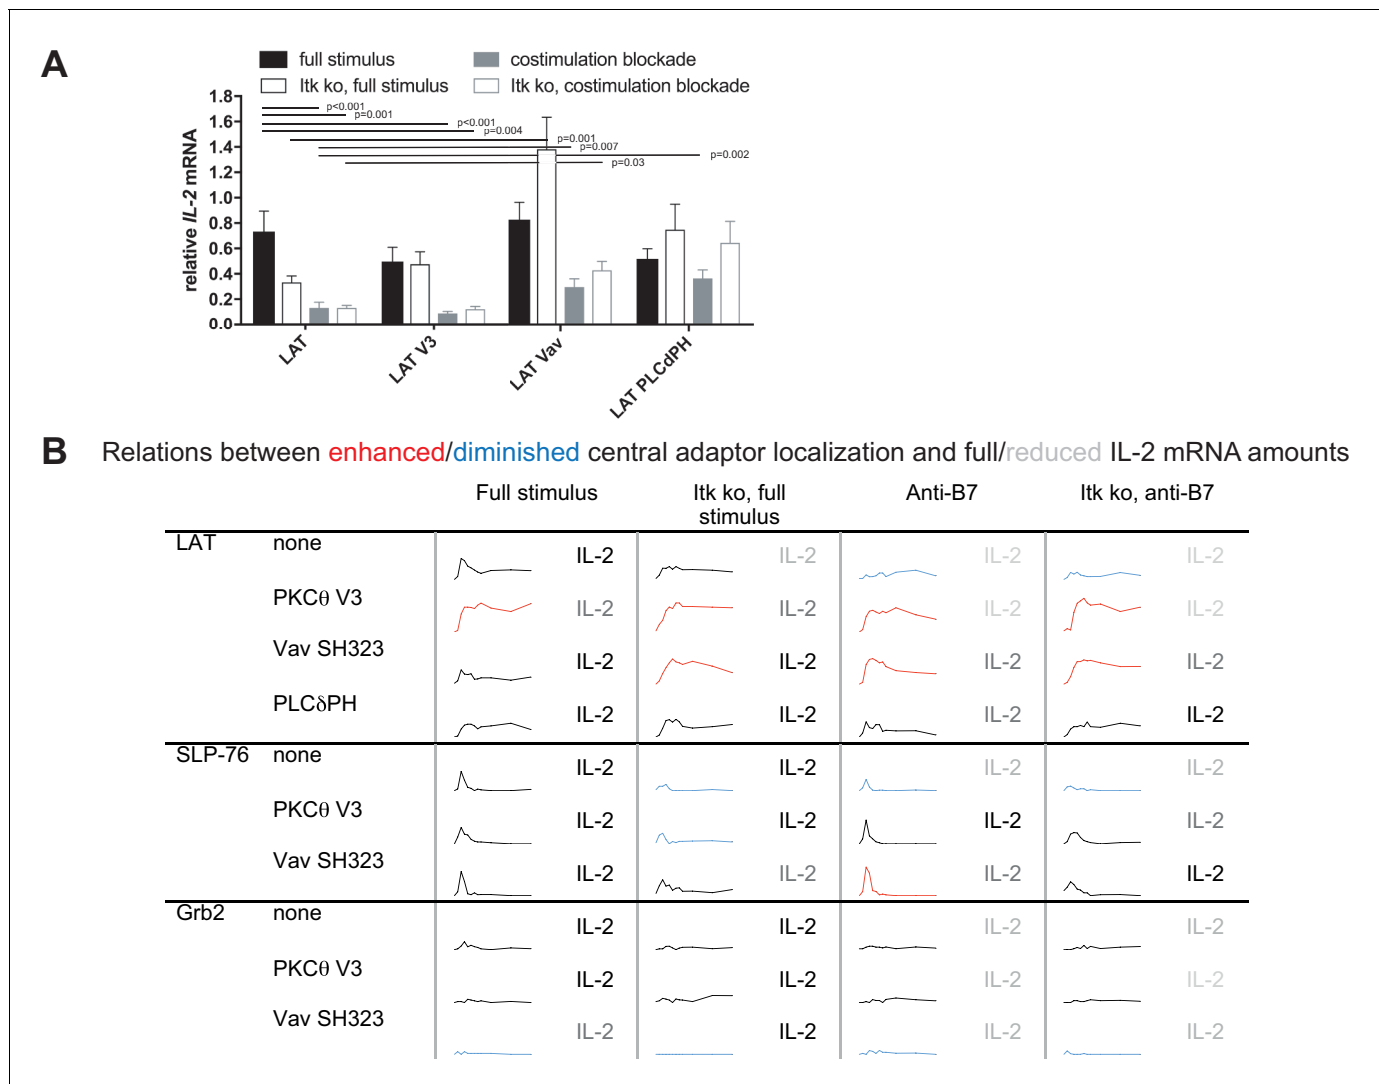 A
full stimulus
costimulation blockade
Itk ko, full stimulus
Itk ko, costimulation blockade
relative IL-2 mRNA
1.8
1.6
1.4
1.2
1.0
0.8
0.6
0.4
0.2
0.0
p<0.001
p=0.001
p<0.001
p=0.004
p=0.001
p=0.007
p=0.002
p=0.03
LAT
LAT V3
LAT Vav
LAT PLCdPH
B Relations between enhanced/diminished central adaptor localization and full/reduced IL-2 mRNA amounts
Full stimulus
Itk ko, full
stimulus
Anti-B7
Itk ko, anti-B7
LAT none
IL-2 IL-2 IL-2 IL-2
PKCθ V3
IL-2 IL-2 IL-2 IL-2
Vav SH323
IL-2 IL-2 IL-2 IL-2
PLCδPH
IL-2 IL-2 IL-2 IL-2
SLP-76 none
IL-2 IL-2 IL-2 IL-2
PKCθ V3
IL-2 IL-2 IL-2 IL-2
Vav SH323
IL-2 IL-2 IL-2 IL-2
Grb2 none
IL-2 IL-2 IL-2 IL-2
PKCθ V3
IL-2 IL-2 IL-2 IL-2
Vav SH323
IL-2 IL-2 IL-2 IL-2